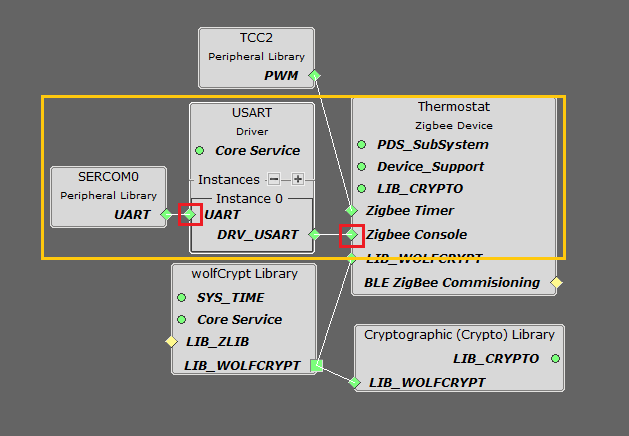 TCC2
Peripheral Library
PWM
USART
Driver
Core Service
Instances
Instance 0
UART
DRV_USART
SERCOM0
Peripheral Library
UART
Thermostat
Zigbee Device
PDS_SubSystem
Device_Support
LIB_CRYPTO
Zigbee Timer
Zigbee Console
LIB_WOLFCRYPT
BLE ZigBee Commisioning
wolfCrypt Library
SYS_TIME
Core Service
LIB_ZLIB
LIB_WOLFCRYPT
Cryptographic (Crypto) Library
LIB_CRYPTO
LIB_WOLFCRYPT